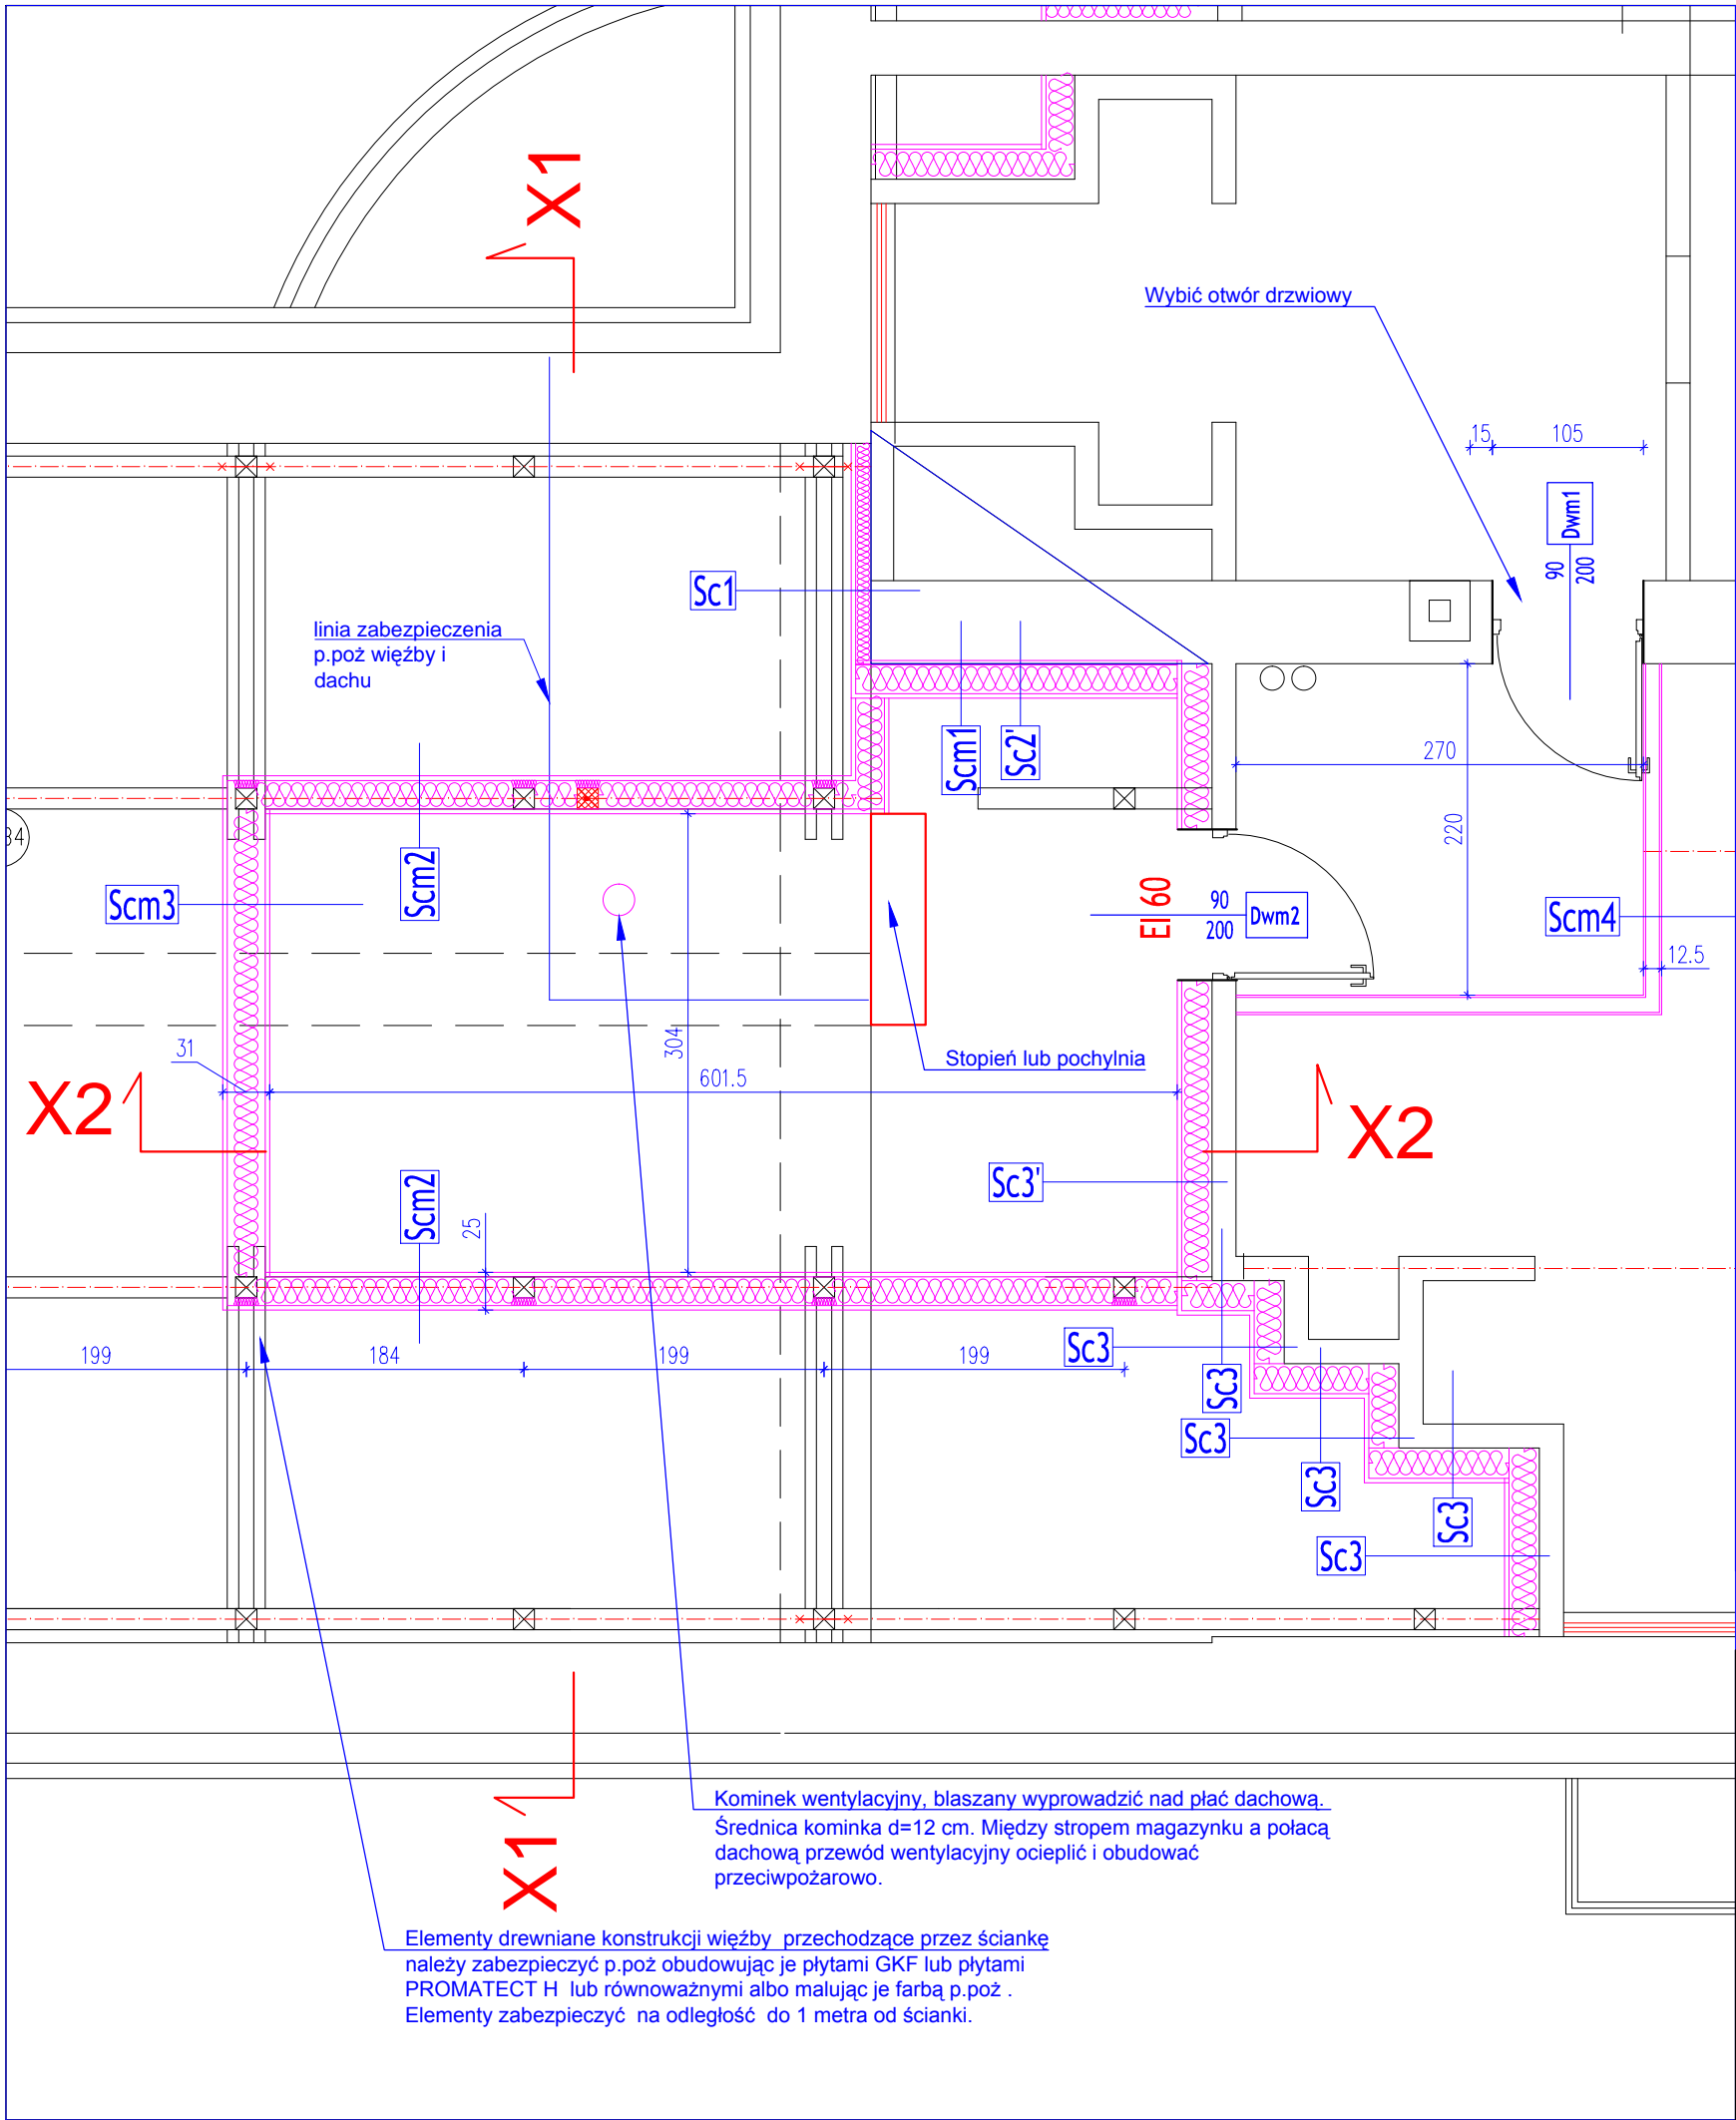 X1
Wybić otwór drzwiowy
15
105
Dwm1
90
200
Sc1
linia zabezpieczenia
p.poż więźby i
dachu
Scm1
Sc2'
270
220
34
Scm3
Scm2
EI 60
90
200
Dwm2
Scm4
12.5
31
304
601.5
Stopień lub pochylnia
X2
X2
Scm2
25
Sc3'
199
184
199
199
Sc3
Sc3
Sc3
Sc3
Sc3
Sc3
X1
Kominek wentylacyjny, blaszany wyprowadzić nad płać dachową.
Średnica kominka d=12 cm. Między stropem magazynku a połacą
dachową przewód wentylacyjny ocieplić i obudować
przeciwpożarowo.
Elementy drewniane konstrukcji więźby przechodzące przez ściankę
należy zabezpieczyć p.poż obudowując je płytami GKF lub płytami
PROMATECT H lub równoważnymi albo malując je farbą p.poż .
Elementy zabezpieczyć na odległość do 1 metra od ścianki.